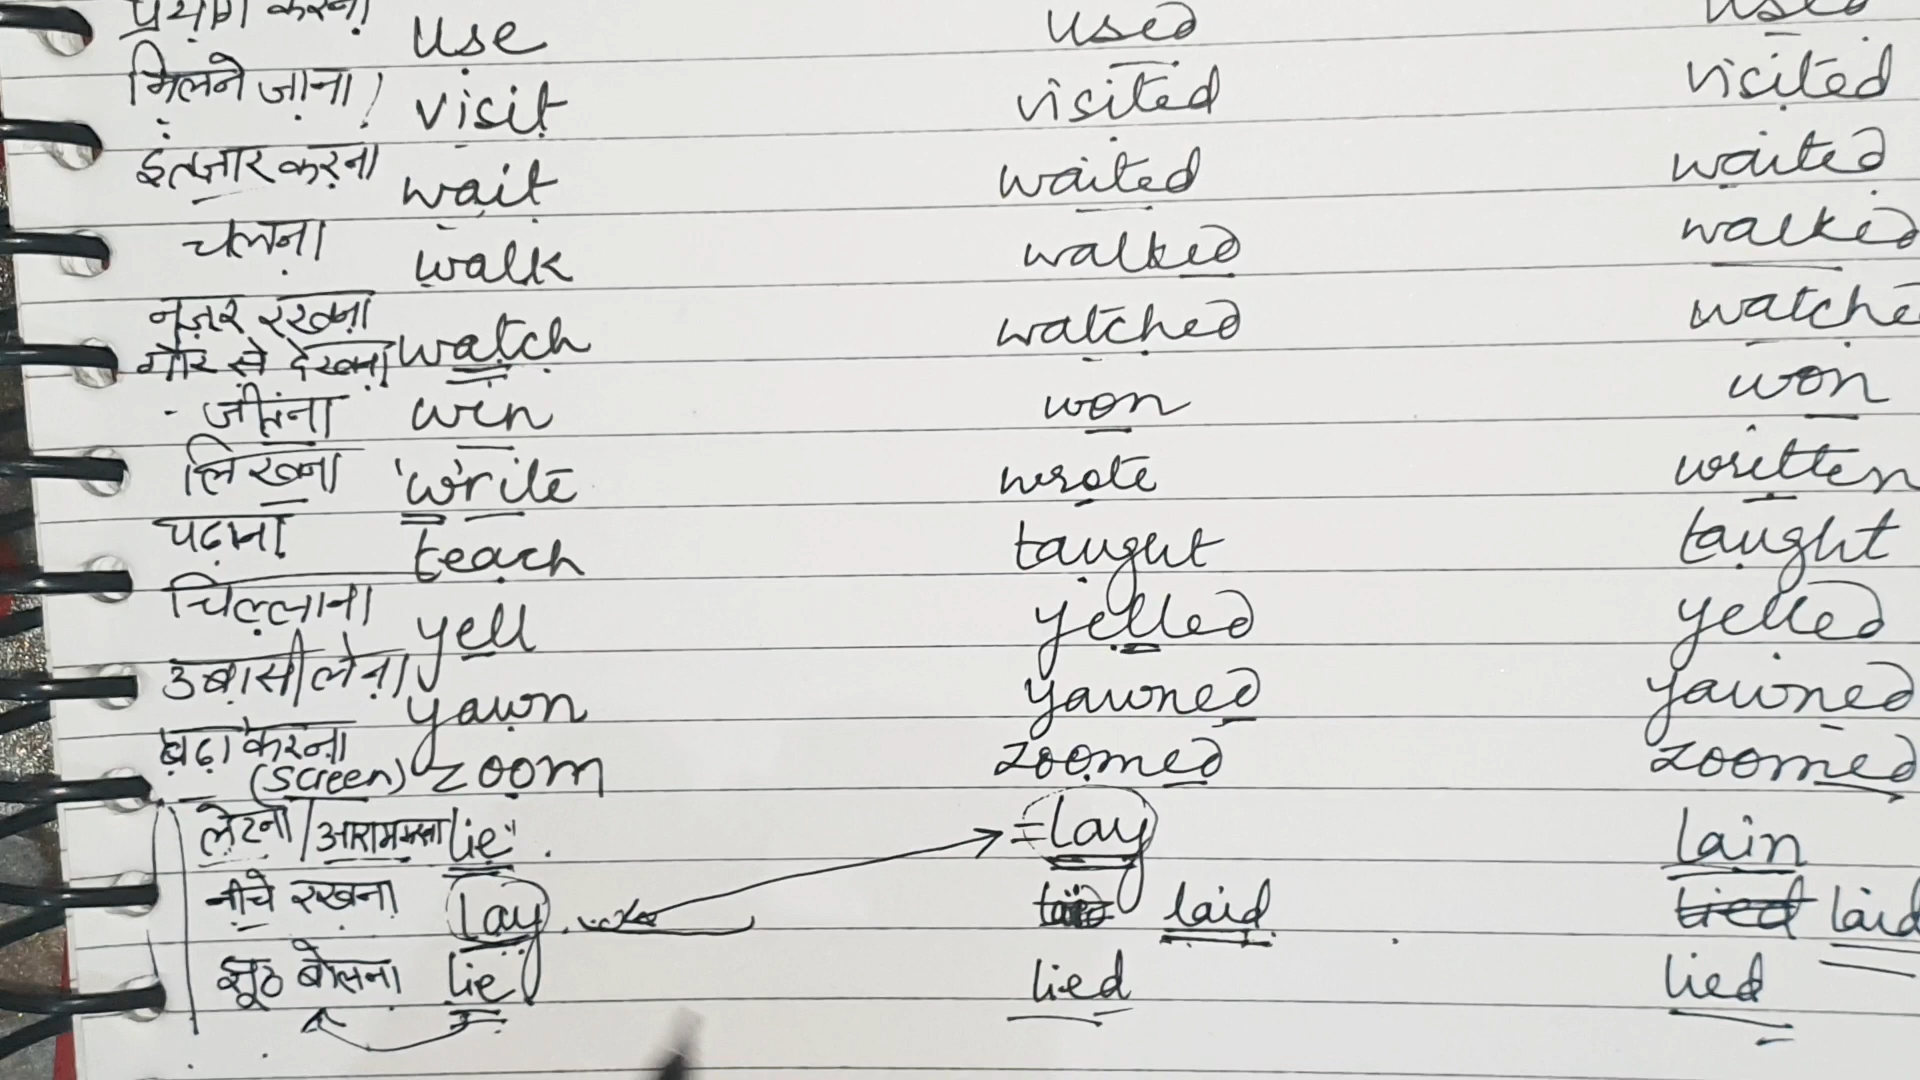 प्रयोग करना use used used
मिलने जाना visit visited visited
इंतज़ार करना wait waited waited
चलना walk walked walked
नज़र रखना
गौर से देखना watch watched watche
जीतना win won won
लिखना write wrote written
पढ़ाना teach taught taught
चिल्लाना yell yelled yelled
उबासी लेना yawn yawned yawned
बढ़ा करना
(screen) zoom zoomed zoomed
लेटना/आराम करना lie = lay lain
नीचे रखना lay laid laid
झूठ बोलना lie lied lied